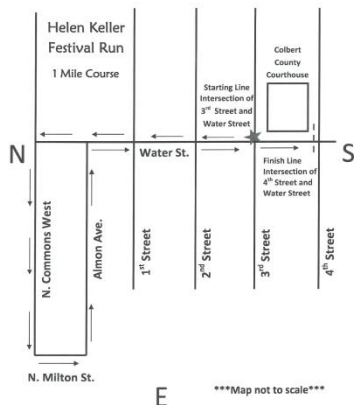 Helen Keller
Festival Run
1 Mile Course
Colbert
County
Courthouse
Starting Line
Intersection of
3rd Street and
Water Street
N
Water St.
S
Finish Line
Intersection of
4th Street and
Water Street
N. Commons West
Almon Ave.
1st Street
2nd Street
3rd Street
4th Street
N. Milton St.
E
***Map not to scale***